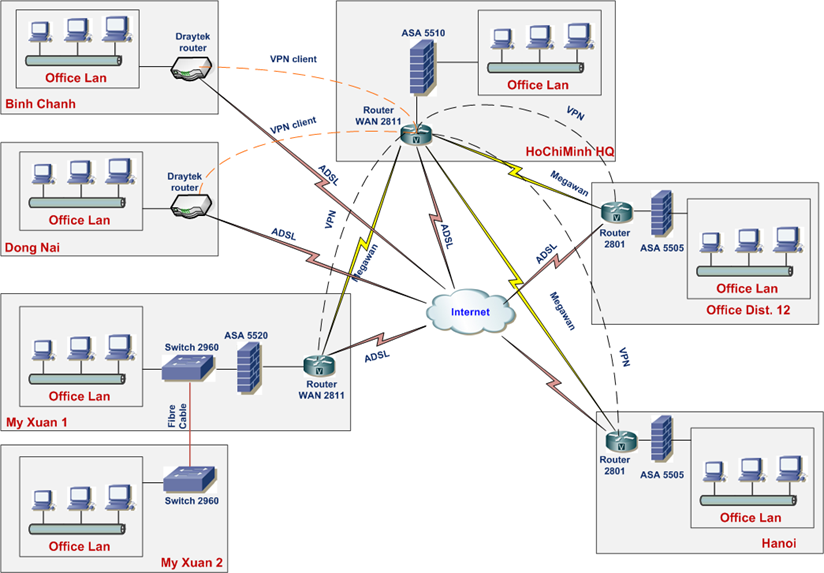 Draytek
router
Office Lan
Binh Chanh
VPN client
ADSL
Draytek
router
Office Lan
Dong Nai
VPN client
ADSL
ASA 5510
Office Lan
Router
WAN 2811
HoChiMinh HQ
VPN
Megawan
VPN
Megawan
ADSL
ADSL
Router
2801
ASA 5505
Office Lan
Office Dist. 12
Internet
Megawan
VPN
Switch 2960
ASA 5520
Office Lan
Router
WAN 2811
My Xuan 1
ADSL
Fibre
Cable
Switch 2960
Office Lan
My Xuan 2
Router
2801
ASA 5505
Office Lan
Hanoi
V
V
V
V